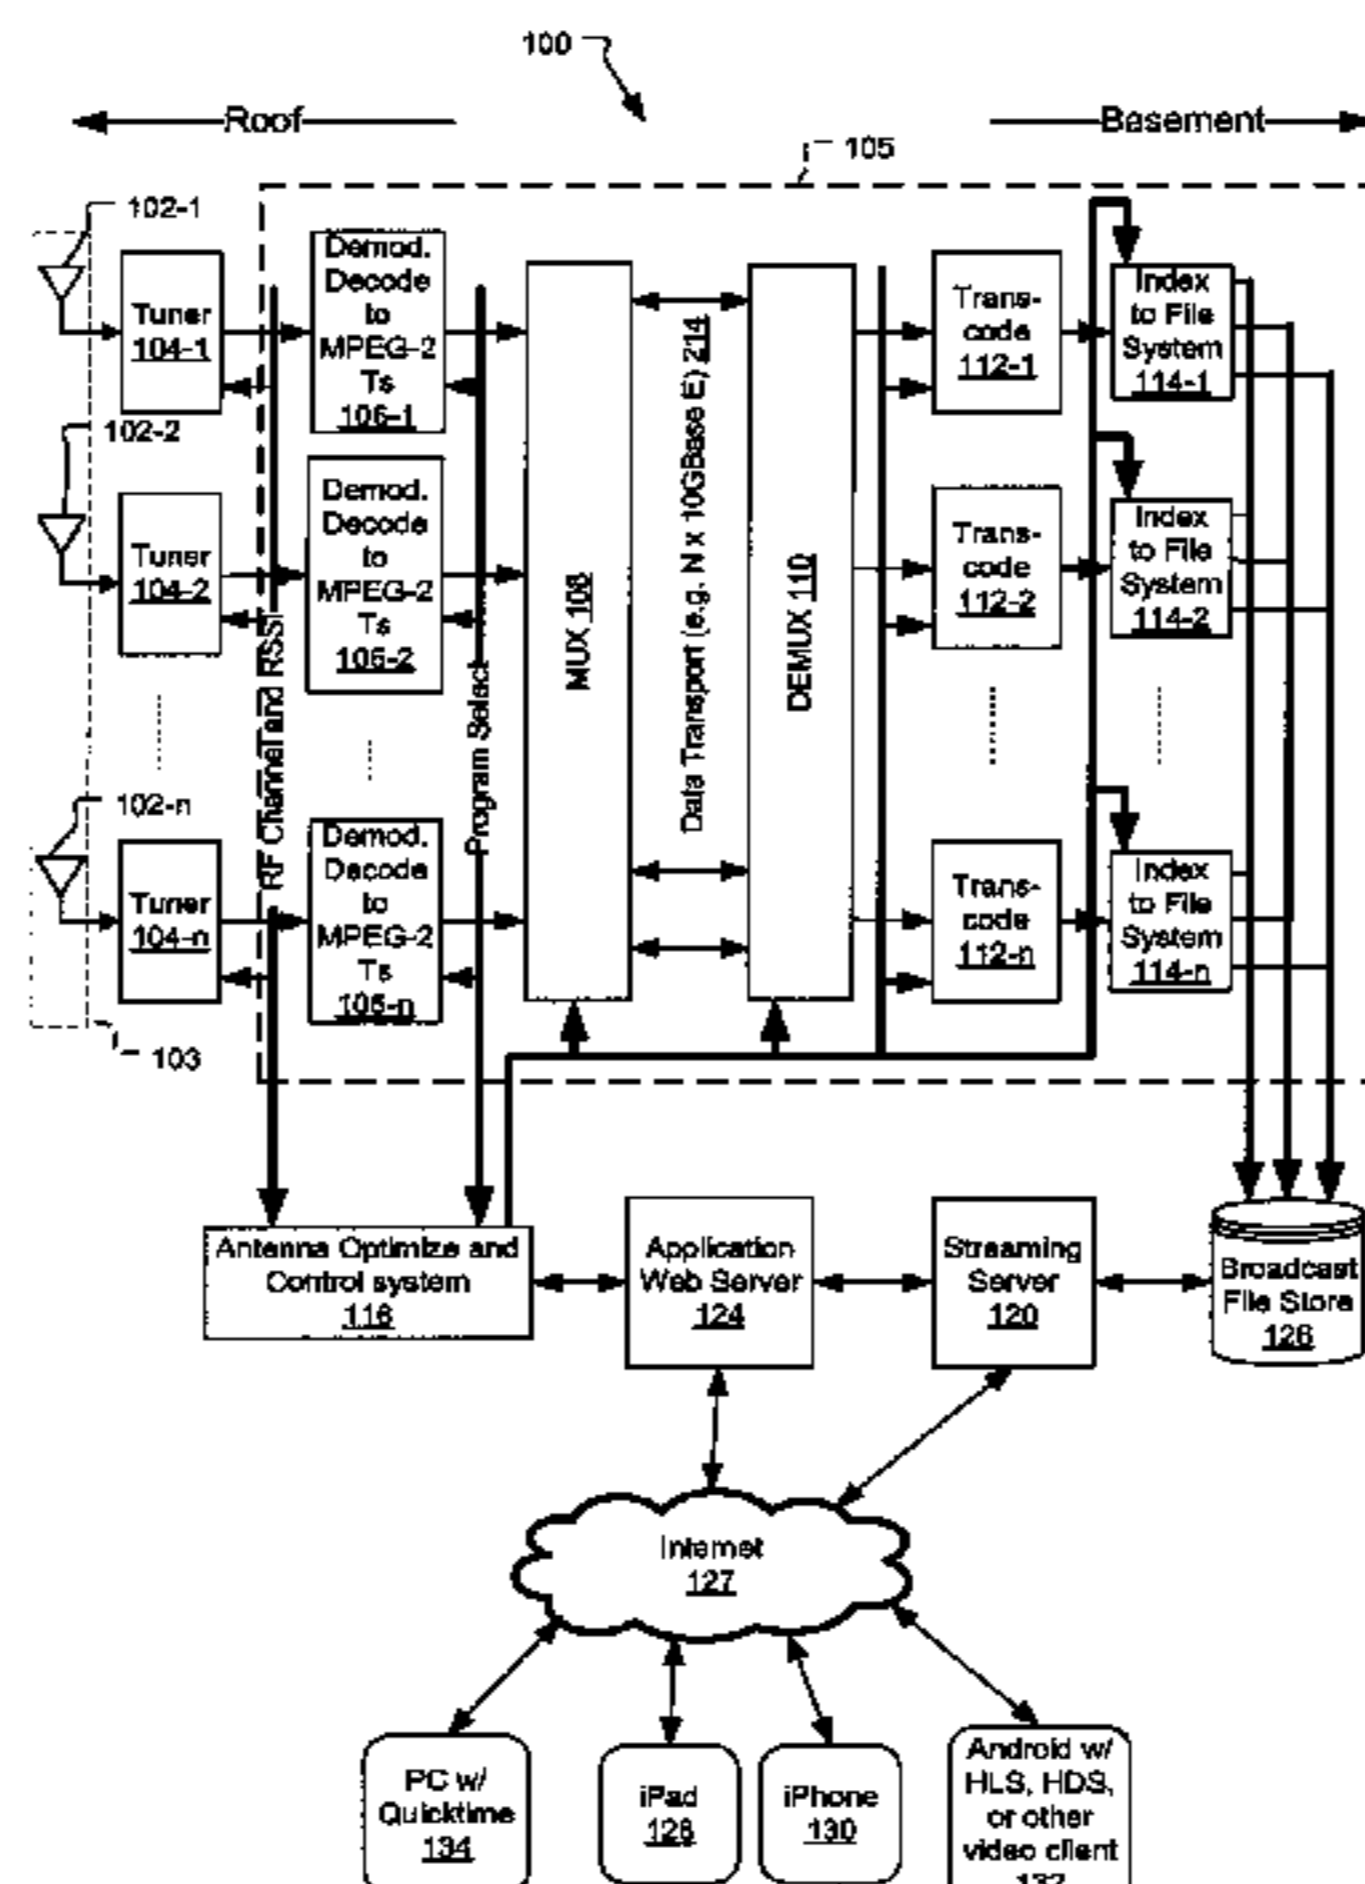 100
Roof
Basement
105
102-1
Tuner
104-1
Demod.
Decode
to
MPEG-2
Ts
106-1
Trans-
code
112-1
Index
to File
System
114-1
102-2
Tuner
104-2
Demod.
Decode
to
MPEG-2
Ts
106-2
Trans-
code
112-2
Index
to File
System
114-2
RF Channel and RSSI
Program Select
MUX 108
Data Transport (e.g. N x 10GBase E) 214
DEMUX 110
102-n
Tuner
104-n
Demod.
Decode
to
MPEG-2
Ts
106-n
Trans-
code
112-n
Index
to File
System
114-n
103
Antenna Optimize and
Control system
116
Application
Web Server
124
Streaming
Server
120
Broadcast
File Store
126
Internet
127
PC w/
Quicktime
134
iPad
128
iPhone
130
Android w/
HLS, HDS,
or other
video client
132